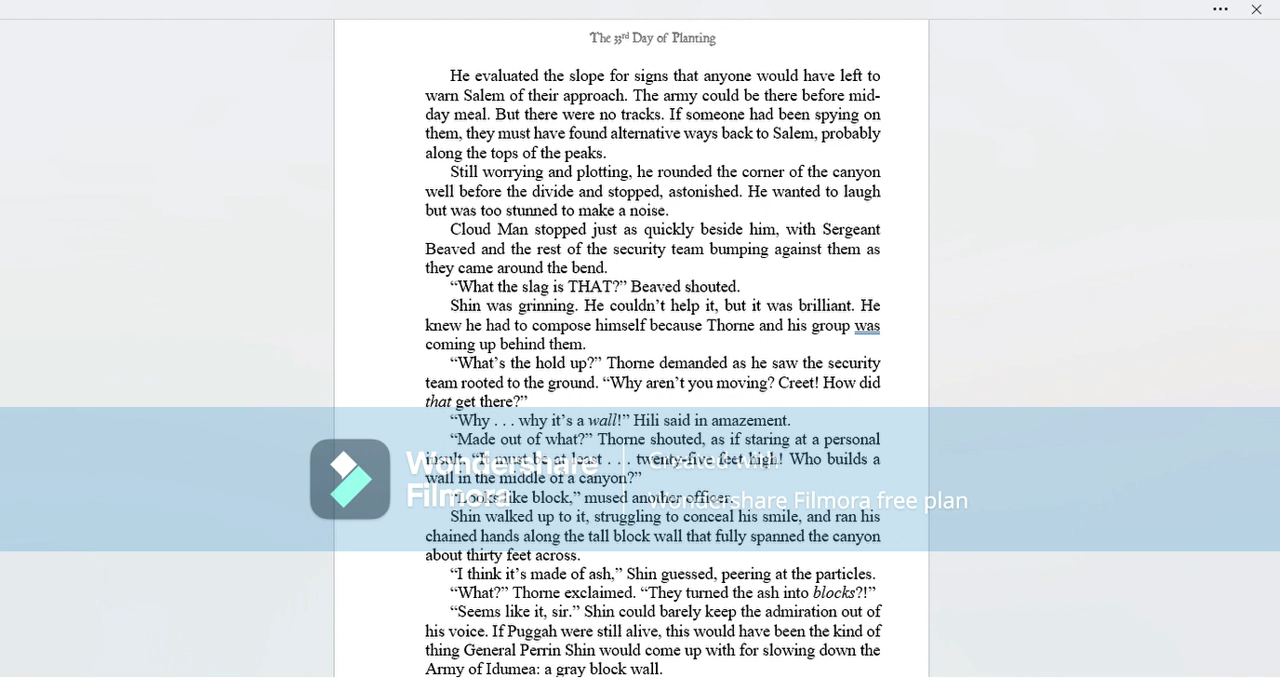 The 33rd Day of Planting
He evaluated the slope for signs that anyone would have left to
warn Salem of their approach. The army could be there before mid-
day meal. But there were no tracks. If someone had been spying on
them, they must have found alternative ways back to Salem, probably
along the tops of the peaks.
Still worrying and plotting, he rounded the corner of the canyon
well before the divide and stopped, astonished. He wanted to laugh
but was too stunned to make a noise.
Cloud Man stopped just as quickly beside him, with Sergeant
Beaved and the rest of the security team bumping against them as
they came around the bend.
“What the slag is THAT?” Beaved shouted.
Shin was grinning. He couldn’t help it, but it was brilliant. He
knew he had to compose himself because Thorne and his group was
coming up behind them.
“What’s the hold up?” Thorne demanded as he saw the security
team rooted to the ground. “Why aren’t you moving? Creet! How did
that get there?”
“Why . . . why it’s a wall!” Hili said in amazement.
“Made out of what?” Thorne shouted, as if staring at a personal
insult. “It must be at least . . . twenty-five feet high! Who builds a
wall in the middle of a canyon?”
“Looks like block,” mused another officer.
Shin walked up to it, struggling to conceal his smile, and ran his
chained hands along the tall block wall that fully spanned the canyon
about thirty feet across.
“I think it’s made of ash,” Shin guessed, peering at the particles.
“What?” Thorne exclaimed. “They turned the ash into blocks?!”
“Seems like it, sir.” Shin could barely keep the admiration out of
his voice. If Puggah were still alive, this would have been the kind of
thing General Perrin Shin would come up with for slowing down the
Army of Idumea: a gray block wall.
Wondershare
Filmora
Created with
Wondershare Filmora free plan